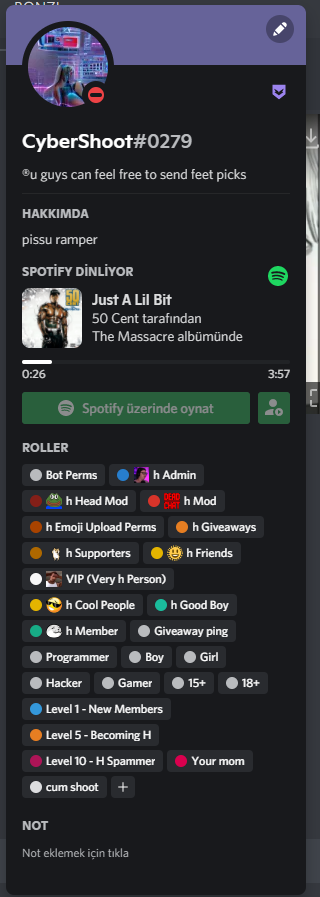 BONZI
CyberShoot#0279
®u guys can feel free to send feet picks
HAKKIMDA
pissu ramper
SPOTİFY DİNLİYOR
50
Just A Lil Bit
50 Cent tarafından
The Massacre albümünde
0:26 3:57
Spotify üzerinde oynat
ROLLER
Bot Perms h Admin
h Head Mod DEAD CHAT h Mod
h Emoji Upload Perms h Giveaways
h Supporters h Friends
VIP (Very h Person)
h Cool People h Good Boy
h Member Giveaway ping
Programmer Boy Girl
Hacker Gamer 15+ 18+
Level 1 - New Members
Level 5 - Becoming H
Level 10 - H Spammer Your mom
cum shoot +
NOT
Not eklemek için tıkla